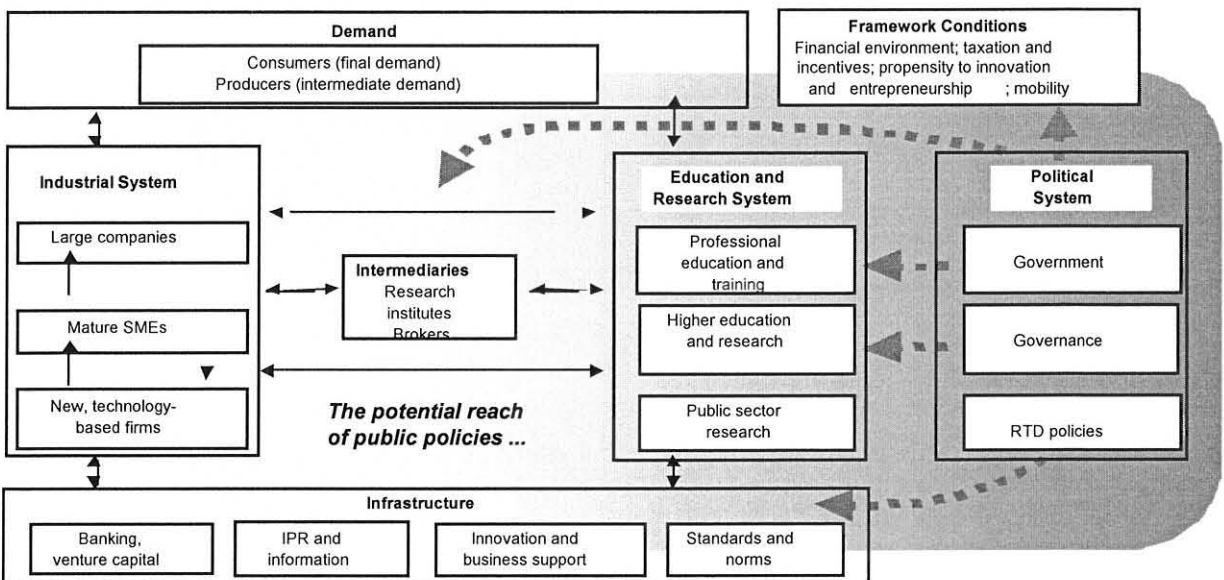 Demand
Consumers (final demand)
Producers (intermediate demand)
Framework Conditions
Financial environment; taxation and
incentives; propensity to innovation
and entrepreneurship ; mobility
Industrial System
Large companies
Mature SMEs
New, technology-
based firms
Intermediaries
Research
institutes
Brokers
The potential reach
of public policies ...
Education and
Research System
Professional
education and
training
Higher education
and research
Public sector
research
Political
System
Government
Governance
RTD policies
Infrastructure
Banking,
venture capital
IPR and
information
Innovation and
business support
Standards and
norms